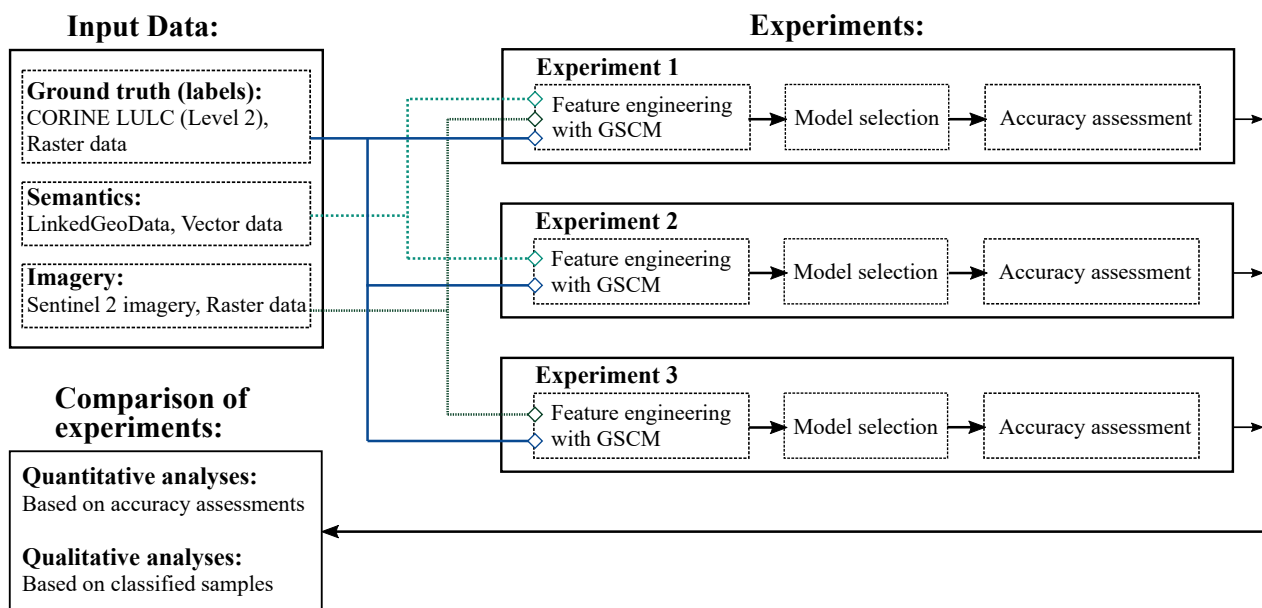 Input Data:
Ground truth (labels):
CORINE LULC (Level 2),
Raster data
Semantics:
LinkedGeoData, Vector data
Imagery:
Sentinel 2 imagery, Raster data
Experiments:
Experiment 1
Feature engineering
with GSCM
Model selection
Accuracy assessment
Experiment 2
Feature engineering
with GSCM
Model selection
Accuracy assessment
Experiment 3
Feature engineering
with GSCM
Model selection
Accuracy assessment
Comparison of
experiments:
Quantitative analyses:
Based on accuracy assessments
Qualitative analyses:
Based on classified samples